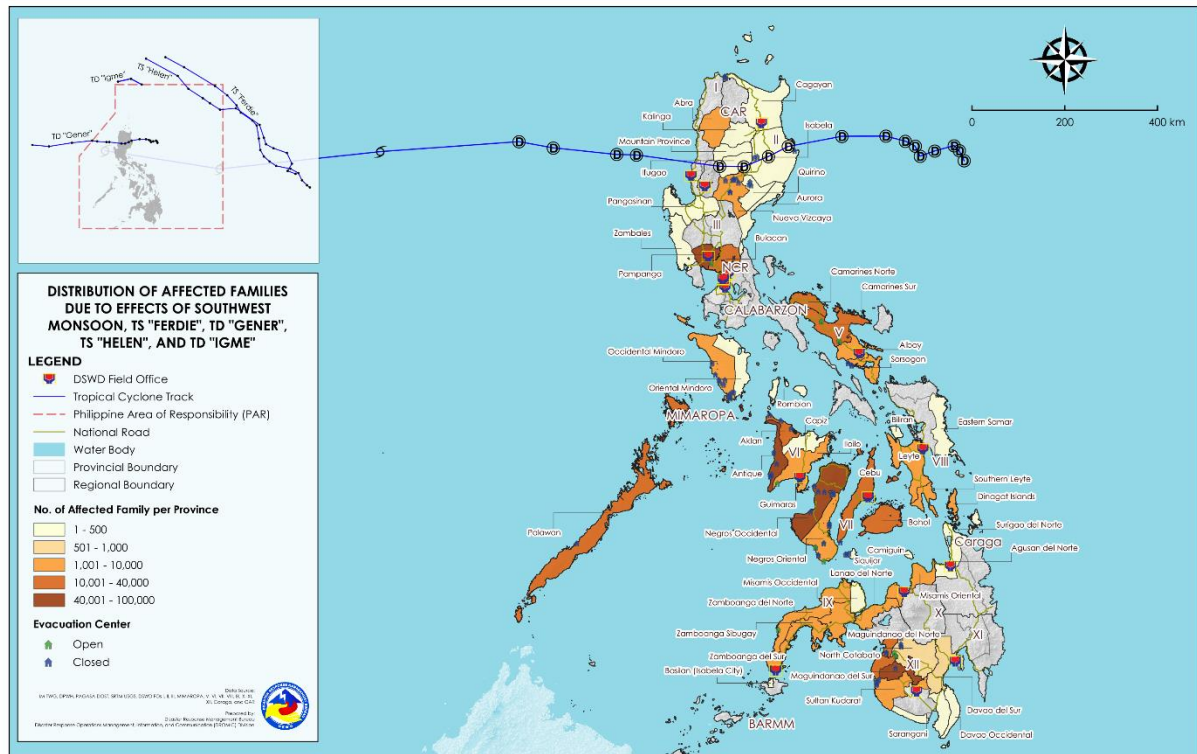 TD "Igme"
TS "Helen"
TS "Ferdie"
TD "Gener"
DISTRIBUTION OF AFFECTED FAMILIES
DUE TO EFFECTS OF SOUTHWEST
MONSOON, TS "FERDIE", TD "GENER",
TS "HELEN", AND TD "IGME"
LEGEND
DSWD Field Office
Tropical Cyclone Track
Philippine Area of Responsibility (PAR)
National Road
Water Body
Provincial Boundary
Regional Boundary
No. of Affected Family per Province
1 - 500
501 - 1,000
1,001 - 10,000
10,001 - 40,000
40,001 - 100,000
Evacuation Center
Open
Closed
Data Source:
Prepared by:
Disaster Response Management Bureau
0 200 400 km
I
Cagayan
Abra
CAR
Kalinga
Isabela
Mountain Province
II
Ifugao
Quirino
Aurora
Pangasinan
Nueva Vizcaya
III
Zambales
Bulacan
Pampanga
NCR
Camarines Norte
Camarines Sur
CALABARZON
V
Occidental Mindoro
Albay
Sorsogon
Oriental Mindoro
Romblon
MIMAROPA
Capiz
Biliran
Eastern Samar
Aklan
Iloilo
VI
Cebu
Leyte
VIII
Antique
Southern Leyte
Guimaras
Dinagat Islands
Palawan
VII
Bohol
Surigao del Norte
Negros Occidental
Caraga
Negros Oriental
Camiguin
Agusan del Norte
Siquijor
Lanao del Norte
Misamis Occidental
Misamis Oriental
Zamboanga del Norte
IX
X
XI
Zamboanga Sibugay
Maguindanao del Norte
Zamboanga del Sur
North Cotabato
XII
Basilan (Isabela City)
Maguindanao del Sur
Sultan Kudarat
Davao del Sur
BARMM
Sarangani
Davao Occidental
D D D D D D D D D D D D D D D D